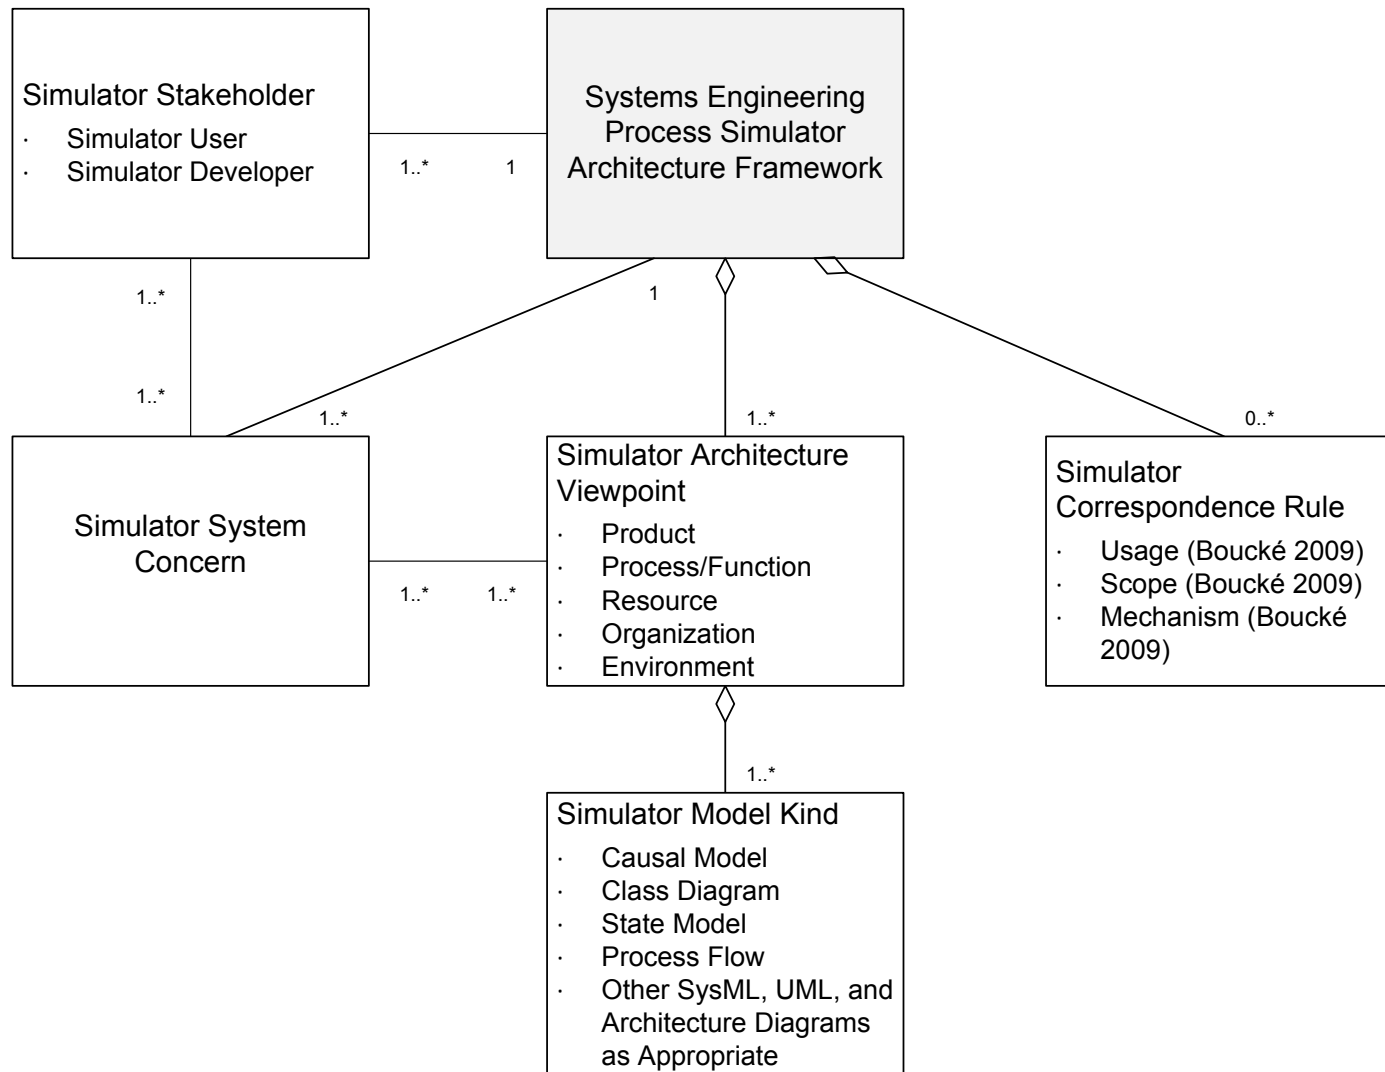 Simulator Stakeholder
· Simulator User
· Simulator Developer
Systems Engineering
Process Simulator
Architecture Framework
1..*
1
1..*
1
1..*
1..*
1..*
0..*
Simulator System
Concern
1..*
1..*
Simulator Architecture
Viewpoint
· Product
· Process/Function
· Resource
· Organization
· Environment
Simulator
Correspondence Rule
· Usage (Boucké 2009)
· Scope (Boucké 2009)
· Mechanism (Boucké
2009)
1..*
Simulator Model Kind
· Causal Model
· Class Diagram
· State Model
· Process Flow
· Other SysML, UML, and
Architecture Diagrams
as Appropriate